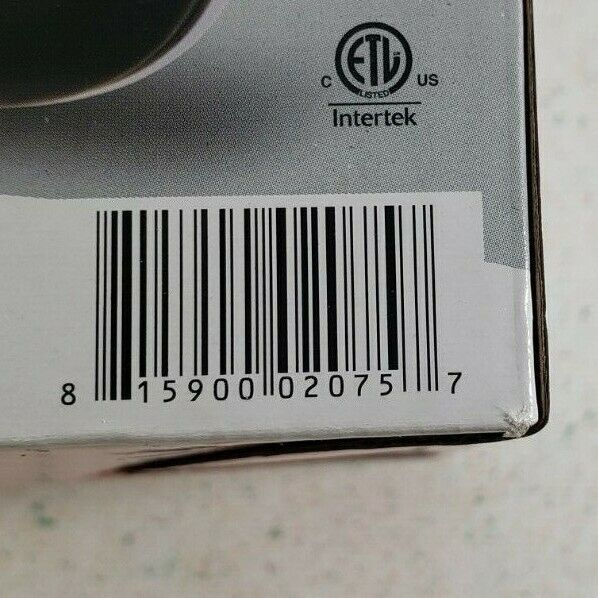 C ETL US
LISTED
Intertek
8 15900 02075 7